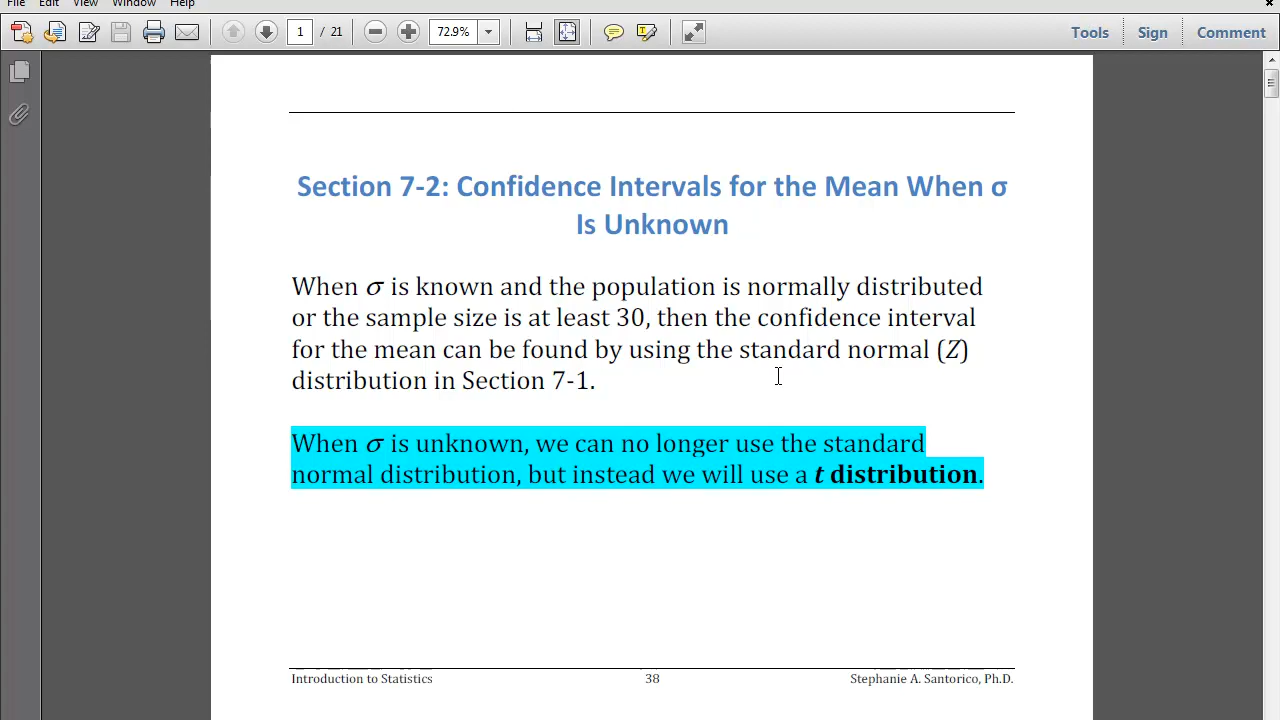 File Edit View Window Help
1 / 21 72.9% Tools Sign Comment
Section 7-2: Confidence Intervals for the Mean When σ
Is Unknown
When σ is known and the population is normally distributed
or the sample size is at least 30, then the confidence interval
for the mean can be found by using the standard normal (Z)
distribution in Section 7-1.
When σ is unknown, we can no longer use the standard
normal distribution, but instead we will use a t distribution.
Introduction to Statistics 38 Stephanie A. Santorico, Ph.D.